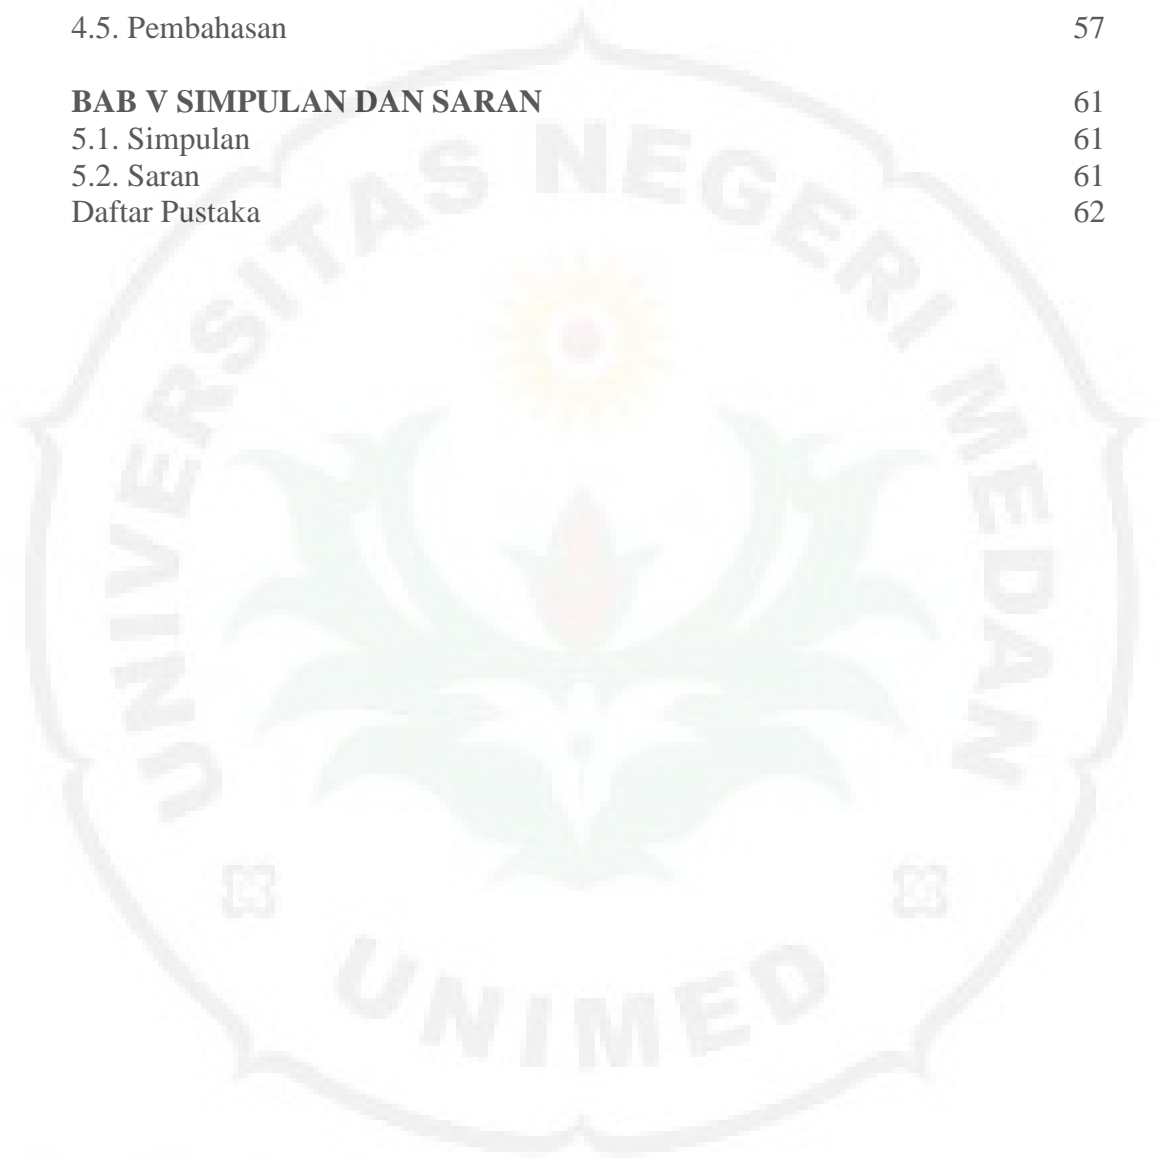 4.5. Pembahasan 57
BAB V SIMPULAN DAN SARAN 61
5.1. Simpulan 61
5.2. Saran 61
Daftar Pustaka 62
UNIVERSITAS NEGERI MEDAN
UNIMED